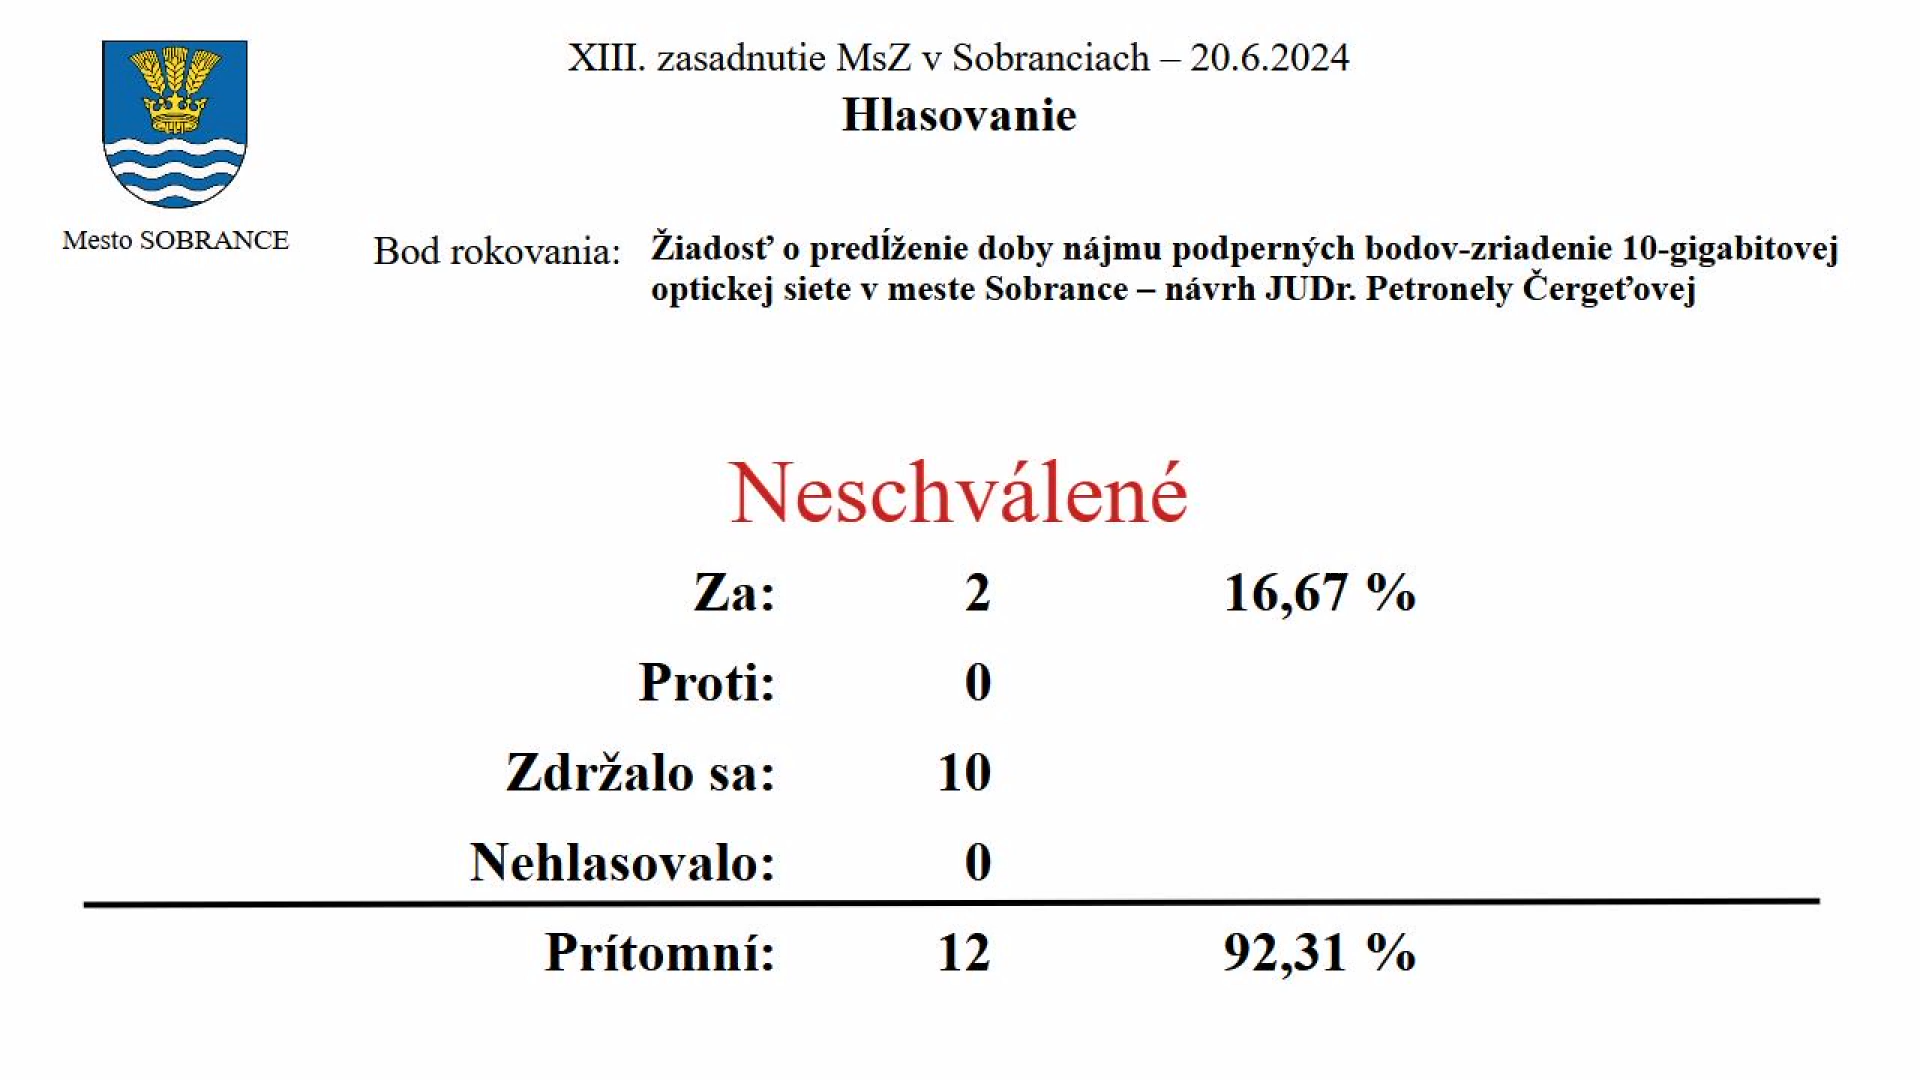 XIII. zasadnutie MsZ v Sobranciach – 20.6.2024
Hlasovanie
Mesto SOBRANCE
Bod rokovania: Žiadosť o predĺženie doby nájmu podperných bodov-zriadenie 10-gigabitovej
optickej siete v meste Sobrance – návrh JUDr. Petronely Čergeťovej
Neschválené
Za: 2 16,67 %
Proti: 0
Zdržalo sa: 10
Nehlasovalo: 0
Prítomní: 12 92,31 %